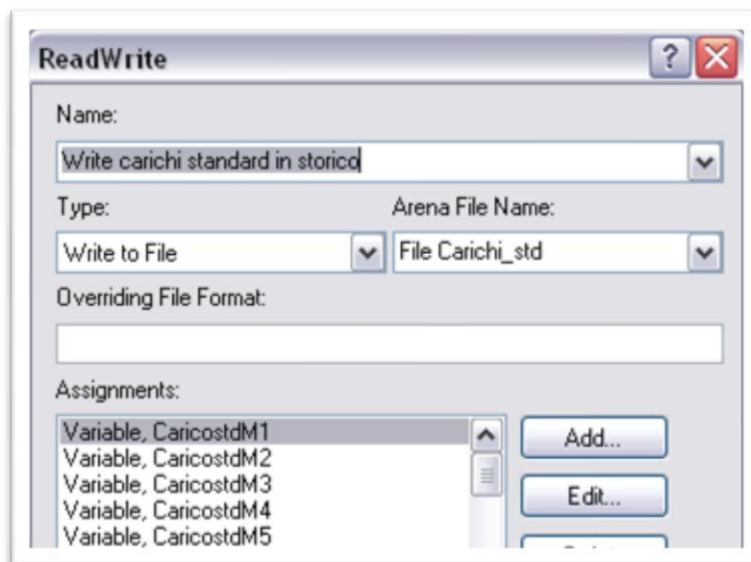 ReadWrite ?
Name:
Write carichi standard in storico
Type: Arena File Name:
Write to File File Carichi_std
Overriding File Format:
Assignments:
Variable, CaricostdM1 Add...
Variable, CaricostdM2
Variable, CaricostdM3 Edit...
Variable, CaricostdM4
Variable, CaricostdM5